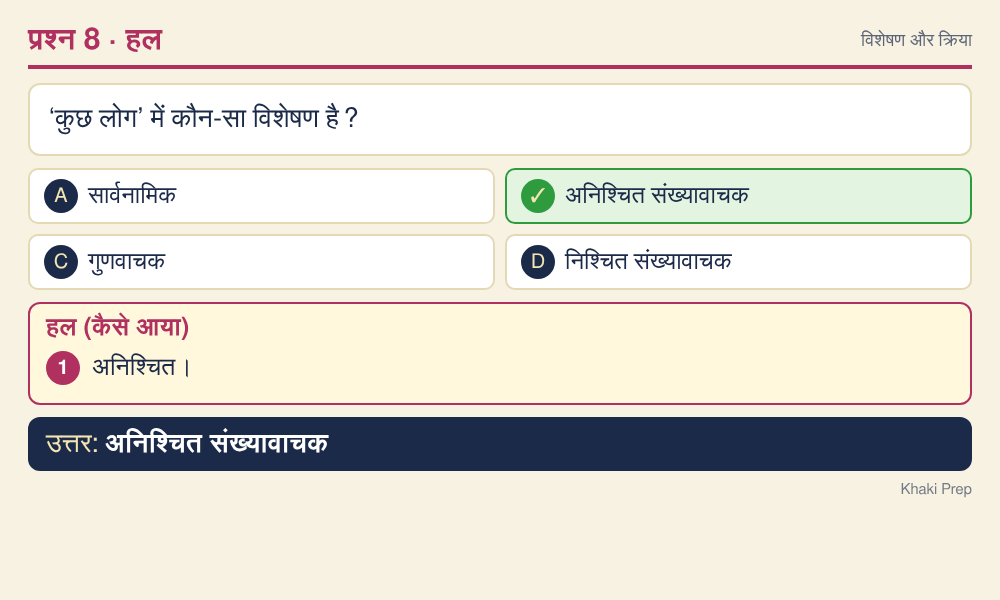 प्रश्न 8 · हल
विशेषण और क्रिया
‘कुछ लोग’ में कौन-सा विशेषण है ?
A सार्वनामिक
✓ अनिश्चित संख्यावाचक
C गुणवाचक
D निश्चित संख्यावाचक
हल (कैसे आया)
1 अनिश्चित।
उत्तर: अनिश्चित संख्यावाचक
Khaki Prep